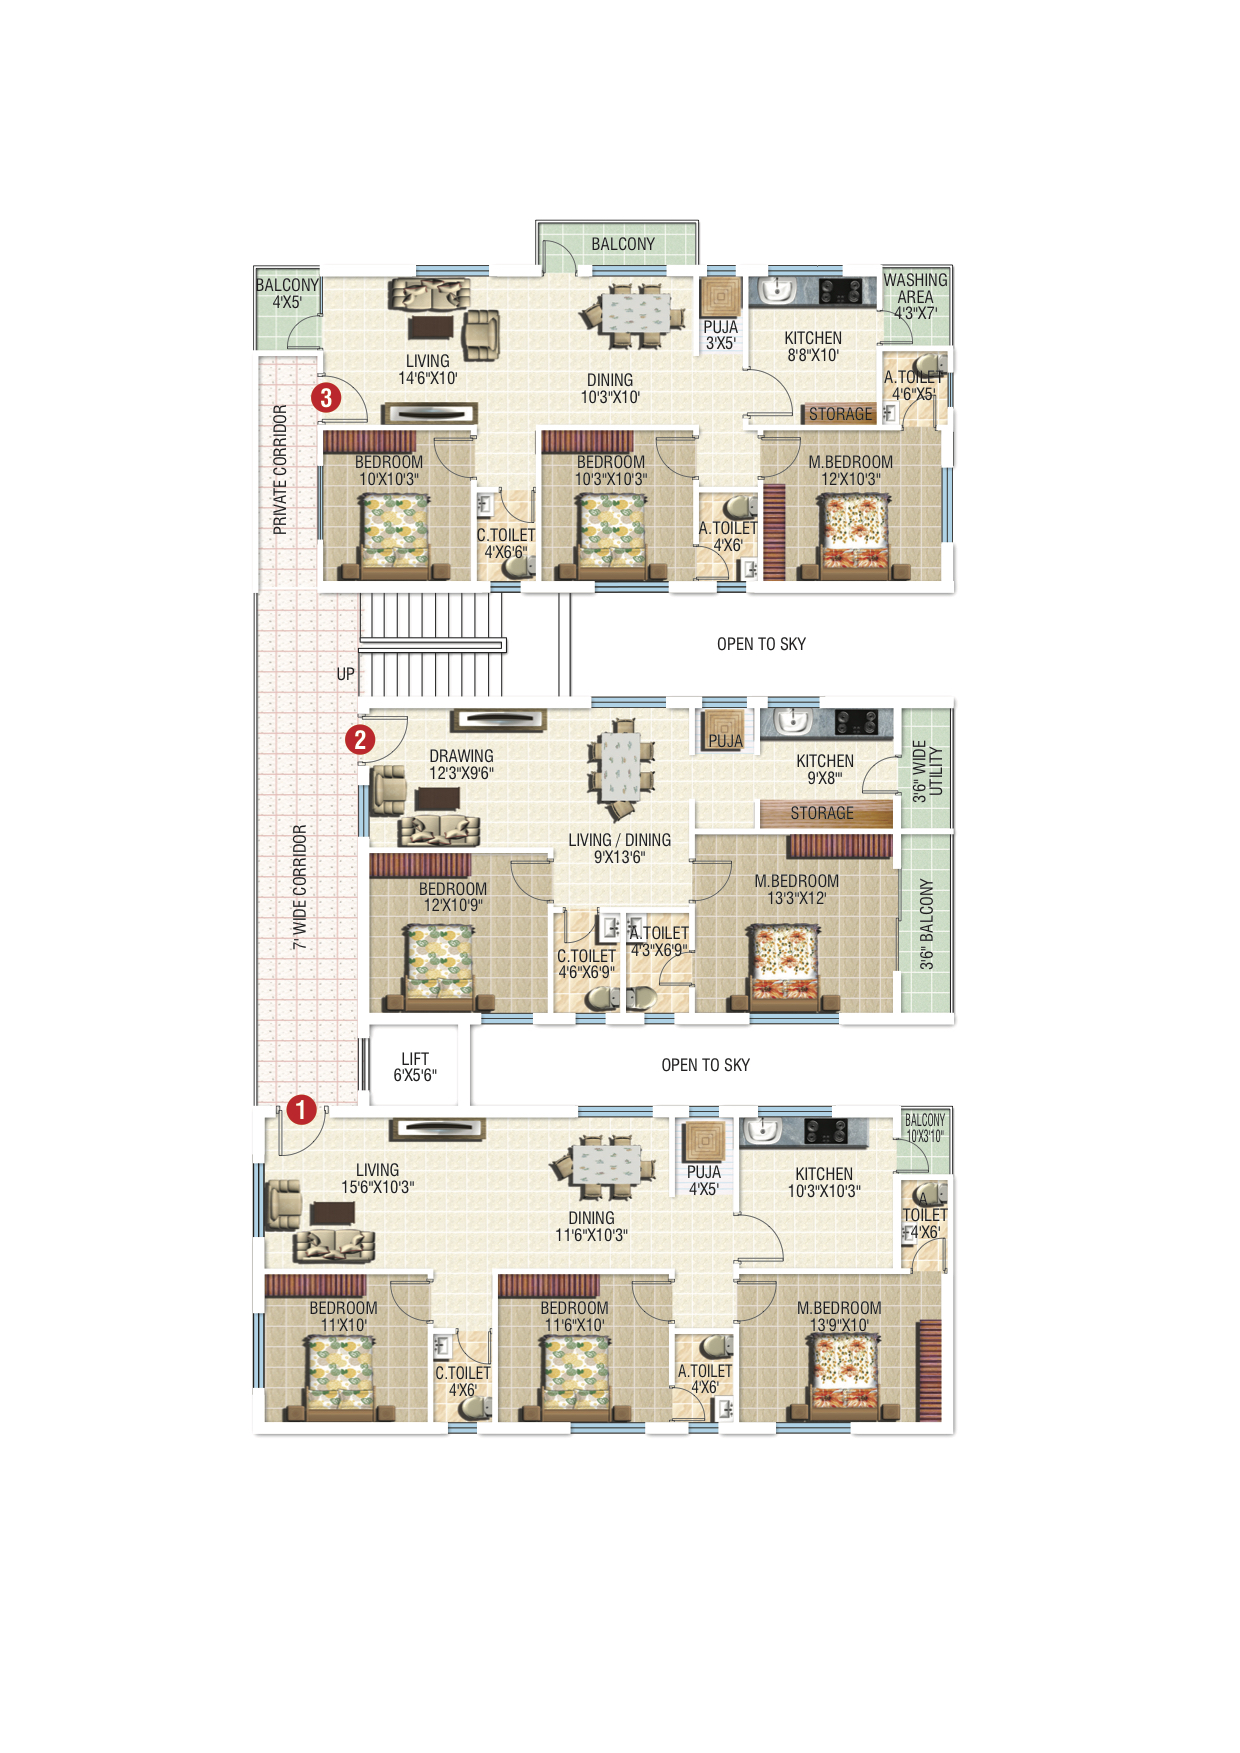 BALCONY
BALCONY
4'X5'
WASHING
AREA
4'3"X7'
PUJA
3'X5'
KITCHEN
8'8"X10'
LIVING
14'6"X10'
DINING
10'3"X10'
A.TOILET
4'6"X5'
3
STORAGE
PRIVATE CORRIDOR
BEDROOM
10'X10'3"
BEDROOM
10'3"X10'3"
M.BEDROOM
12'X10'3"
C.TOILET
4'X6'6"
A.TOILET
4'X6'
OPEN TO SKY
UP
2
PUJA
DRAWING
12'3"X9'6"
KITCHEN
9'X8'"
3'6" WIDE
UTILITY
STORAGE
LIVING / DINING
9'X13'6"
7' WIDE CORRIDOR
BEDROOM
12'X10'9"
M.BEDROOM
13'3"X12'
3'6" BALCONY
C.TOILET
4'6"X6'9"
A.TOILET
4'3"X6'9"
LIFT
6'X5'6"
OPEN TO SKY
1
BALCONY
10'X3'10"
LIVING
15'6"X10'3"
PUJA
4'X5'
KITCHEN
10'3"X10'3"
DINING
11'6"X10'3"
A
TOILET
4'X6'
BEDROOM
11'X10'
BEDROOM
11'6"X10'
M.BEDROOM
13'9"X10'
C.TOILET
4'X6'
A.TOILET
4'X6'